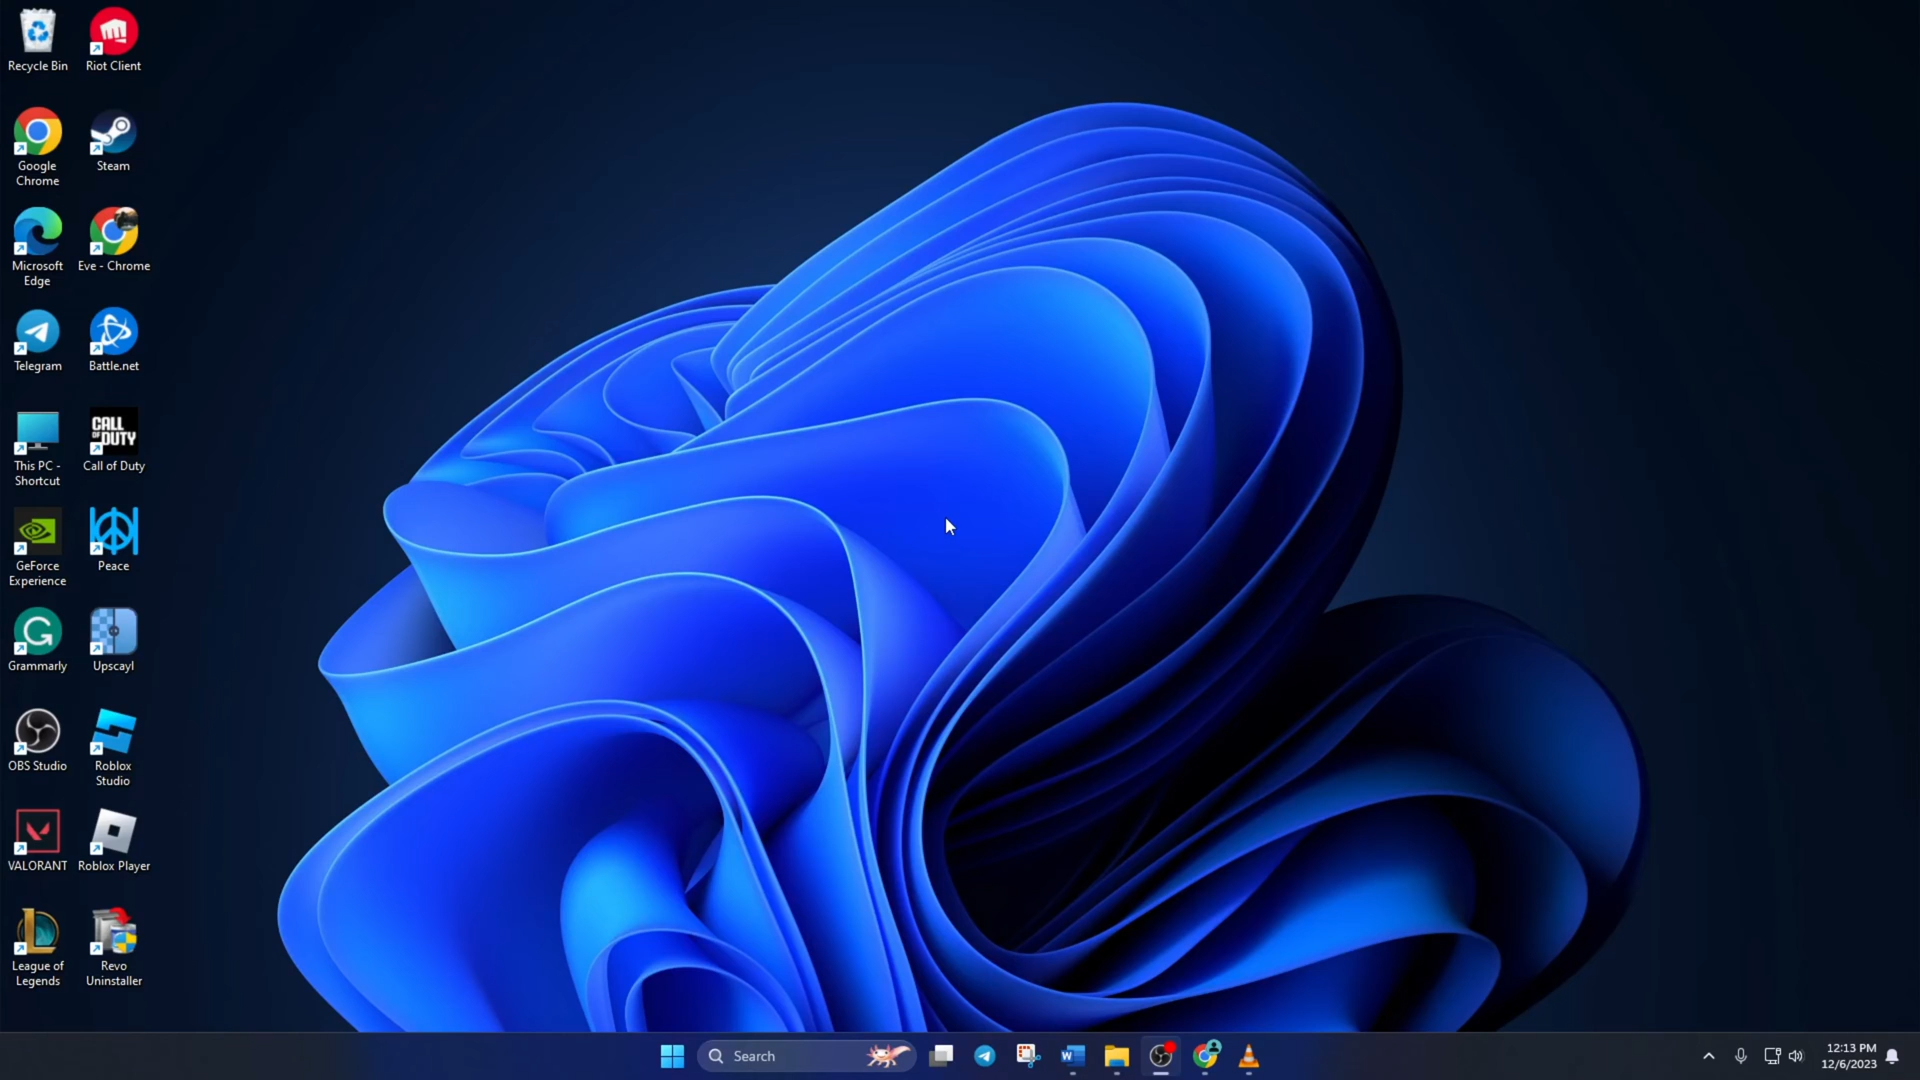 Recycle Bin
Riot Client
Google
Chrome
Steam
Microsoft
Edge
Eve - Chrome
Telegram
Battle.net
This PC -
Shortcut
CALL
OF DUTY
Call of Duty
GeForce
Experience
Peace
Grammarly
Upscayl
OBS Studio
Roblox
Studio
VALORANT
Roblox Player
League of
Legends
Revo
Uninstaller
Search
12:13 PM
12/6/2023